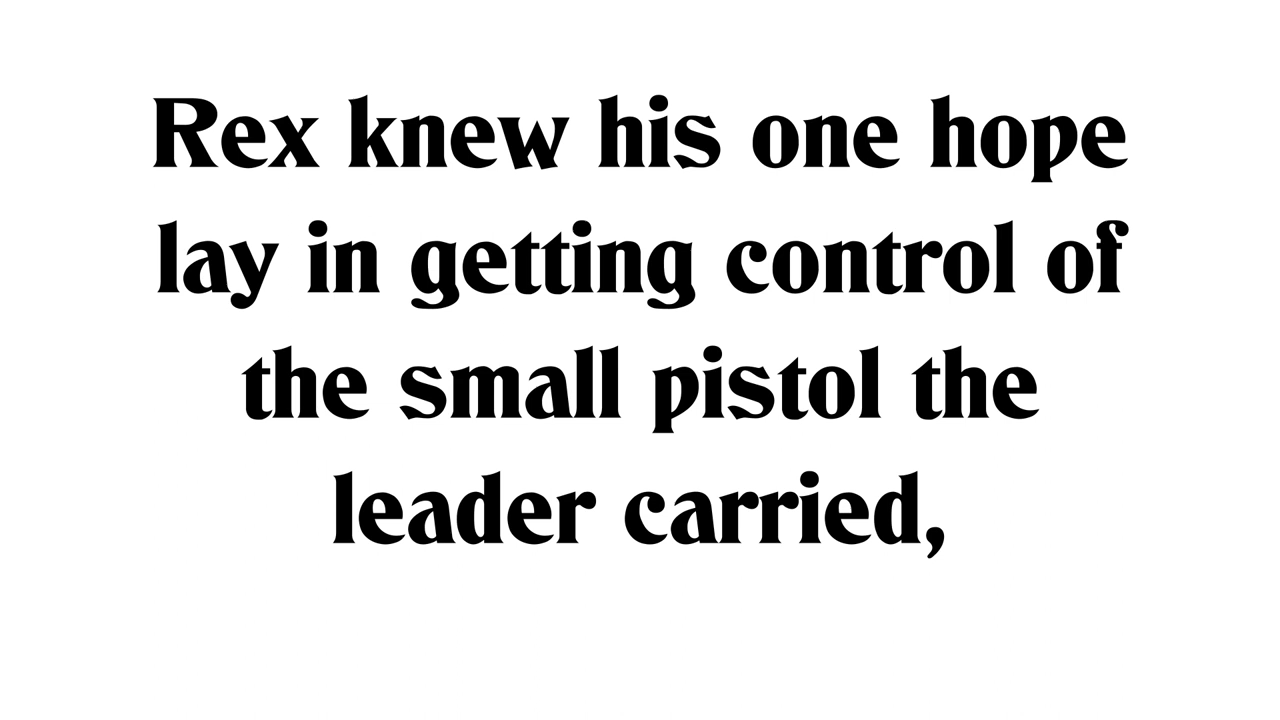 Rex knew his one hope
lay in getting control of
the small pistol the
leader carried,